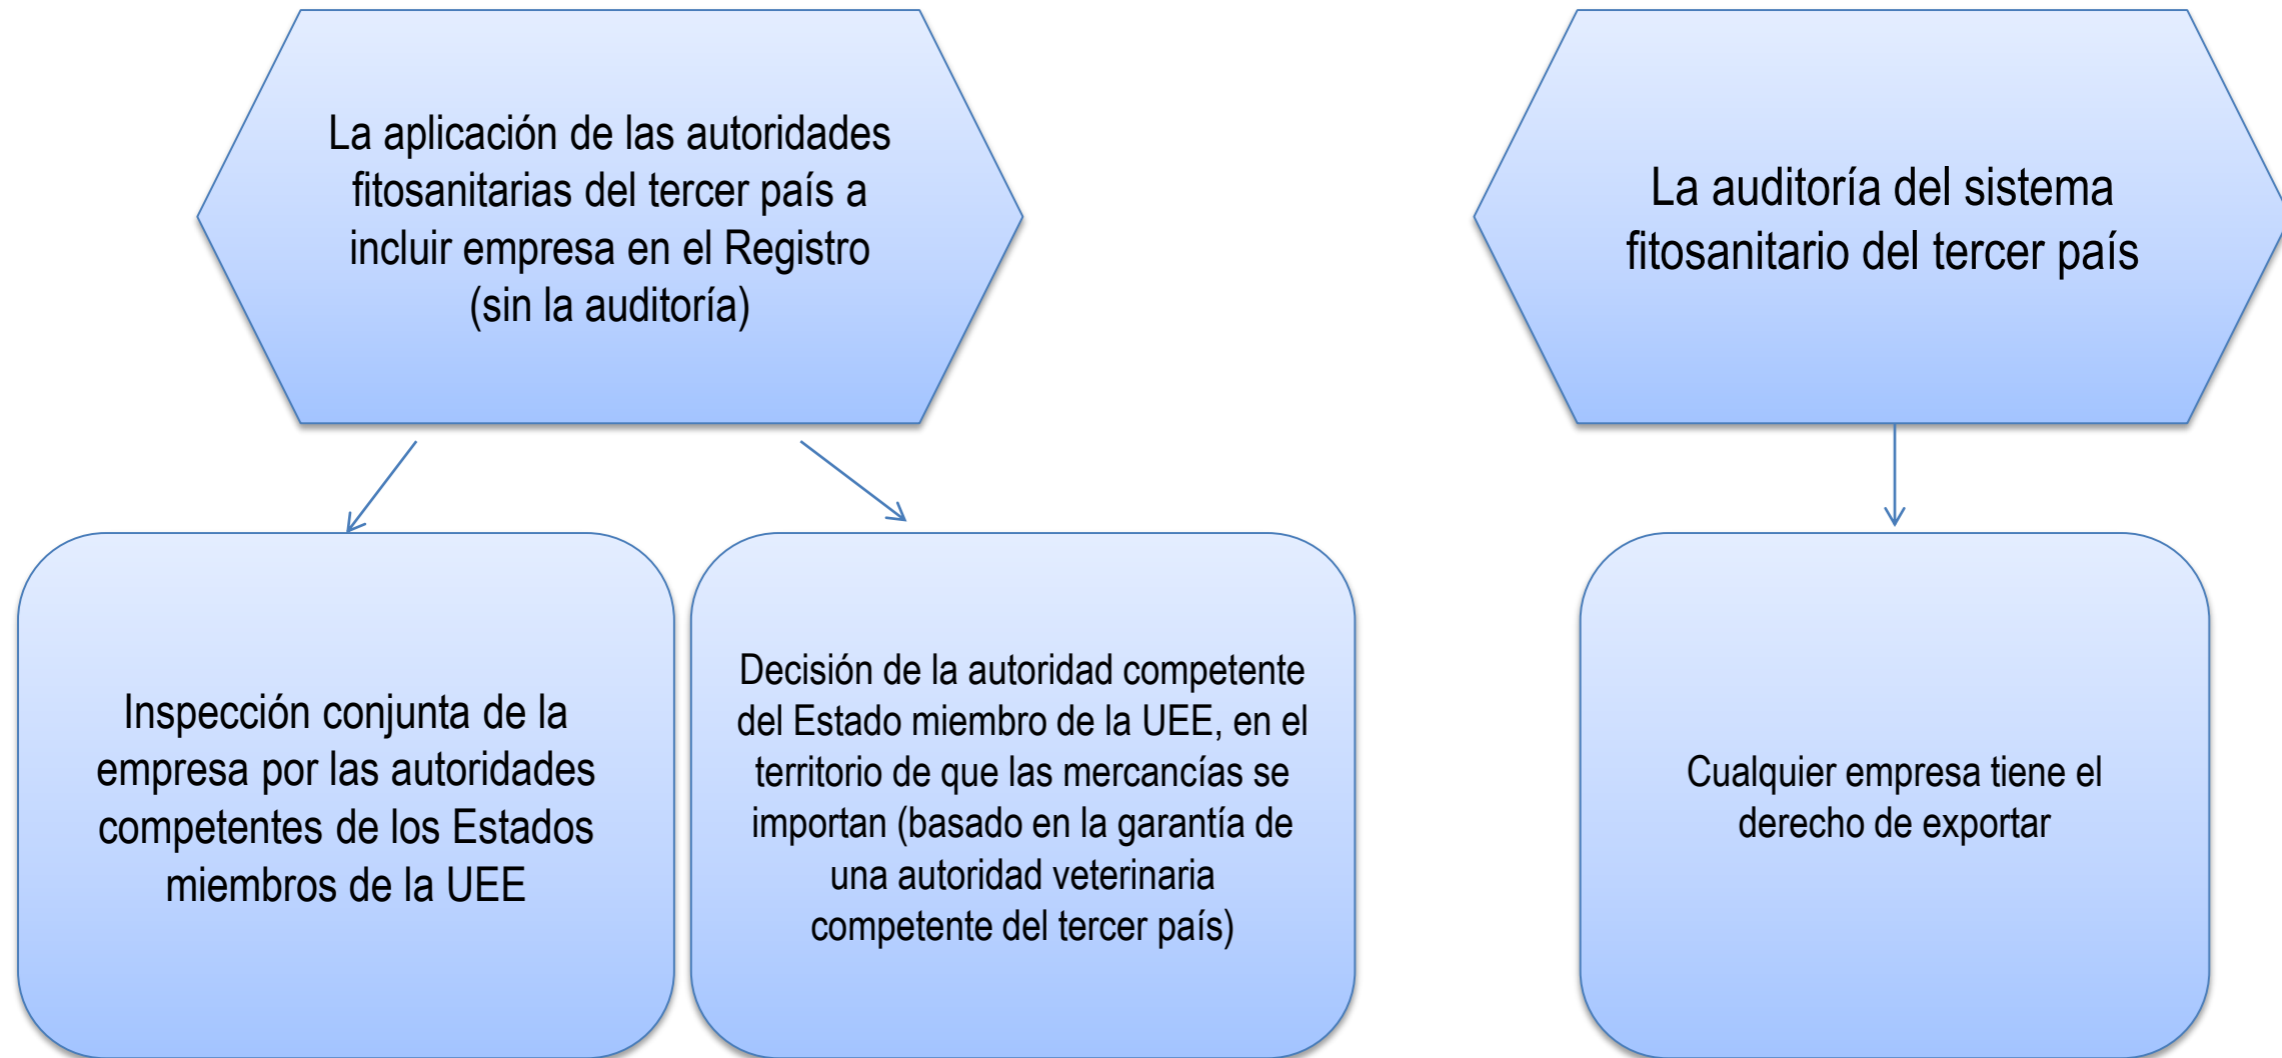 La aplicación de las autoridades
fitosanitarias del tercer país a
incluir empresa en el Registro
(sin la auditoría)
La auditoría del sistema
fitosanitario del tercer país
Inspección conjunta de la
empresa por las autoridades
competentes de los Estados
miembros de la UEE
Decisión de la autoridad competente
del Estado miembro de la UEE, en el
territorio de que las mercancías se
importan (basado en la garantía de
una autoridad veterinaria
competente del tercer país)
Cualquier empresa tiene el
derecho de exportar